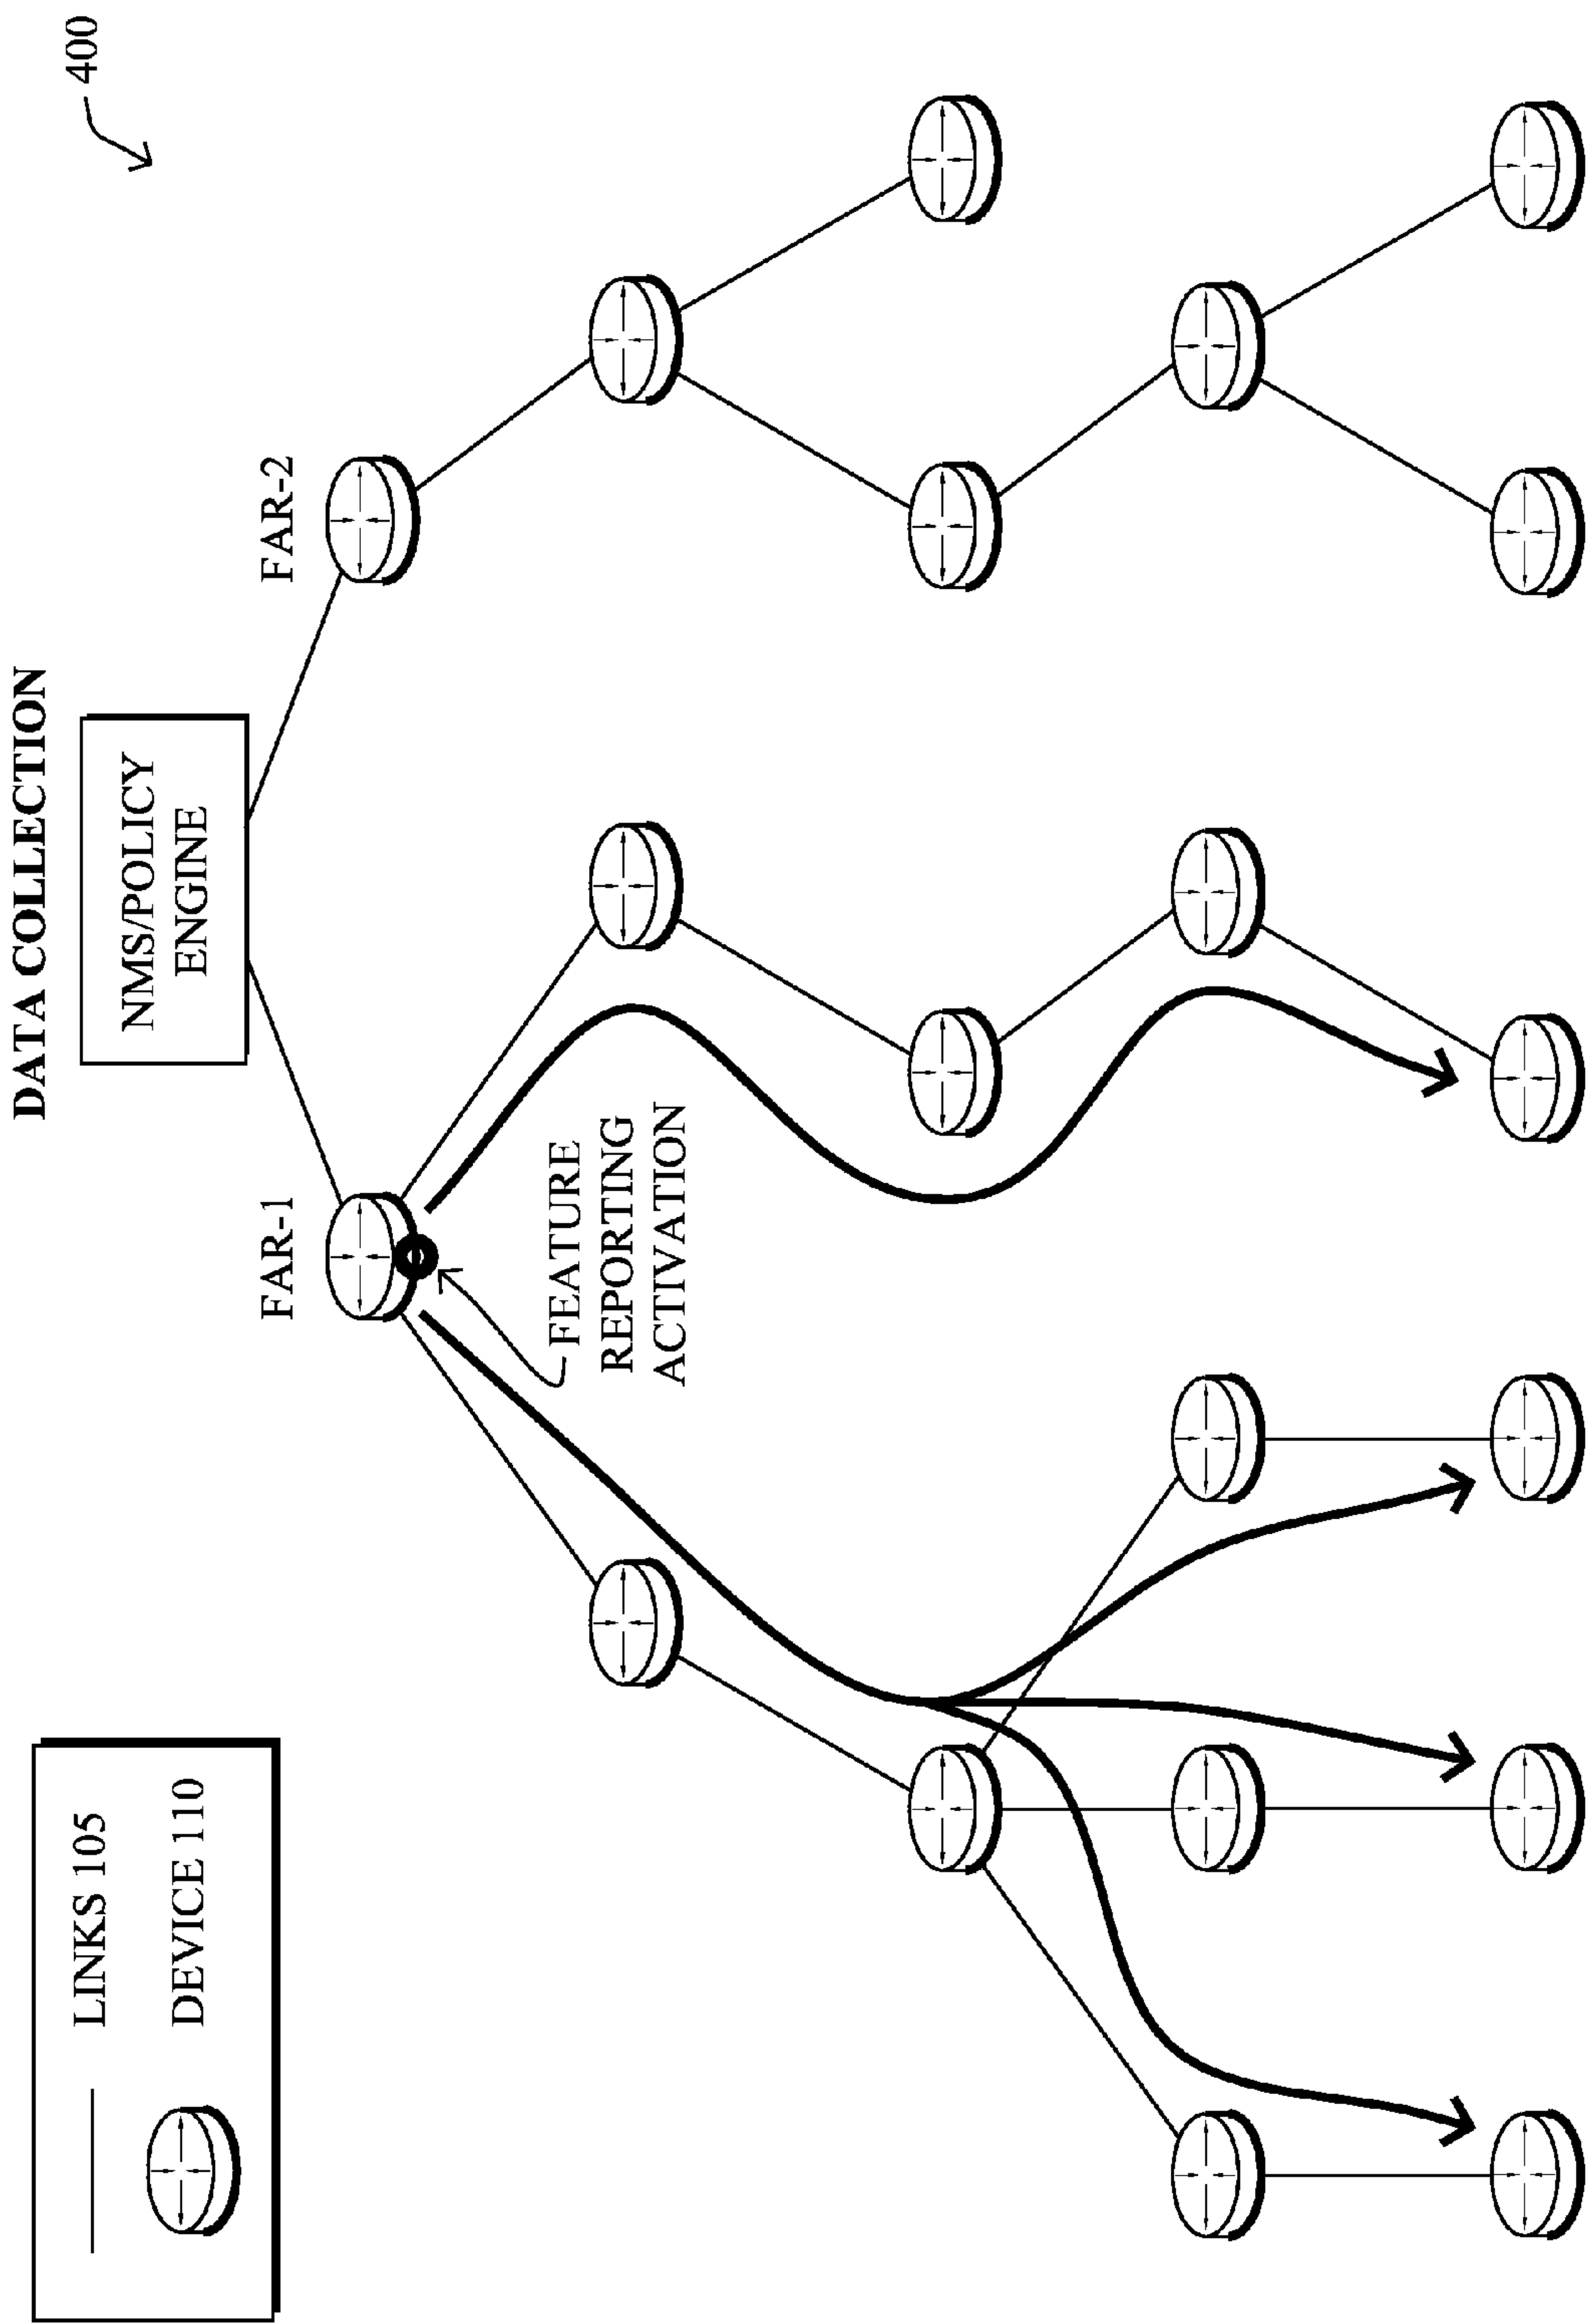 DATA COLLECTION
400
LINKS 105
DEVICE 110
NMS/POLICY
ENGINE
FAR-1
FAR-2
FEATURE
REPORTING
ACTIVATION